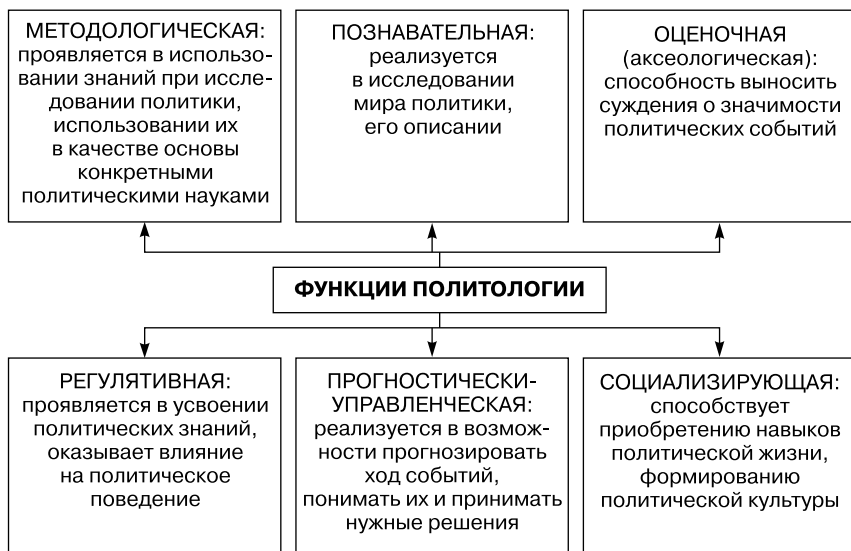 МЕТОДОЛОГИЧЕСКАЯ:
проявляется в использо-
вании знаний при иссле-
довании политики,
использовании их
в качестве основы
конкретными
политическими науками
ПОЗНАВАТЕЛЬНАЯ:
реализуется
в исследовании
мира политики,
его описании
ОЦЕНОЧНАЯ
(аксеологическая):
способность выносить
суждения о значимости
политических событий
ФУНКЦИИ ПОЛИТОЛОГИИ
РЕГУЛЯТИВНАЯ:
проявляется в усвоении
политических знаний,
оказывает влияние
на политическое
поведение
ПРОГНОСТИЧЕСКИ-
УПРАВЛЕНЧЕСКАЯ:
реализуется в возмож-
ности прогнозировать
ход событий,
понимать их и принимать
нужные решения
СОЦИАЛИЗИРУЮЩАЯ:
способствует
приобретению навыков
политической жизни,
формированию
политической культуры